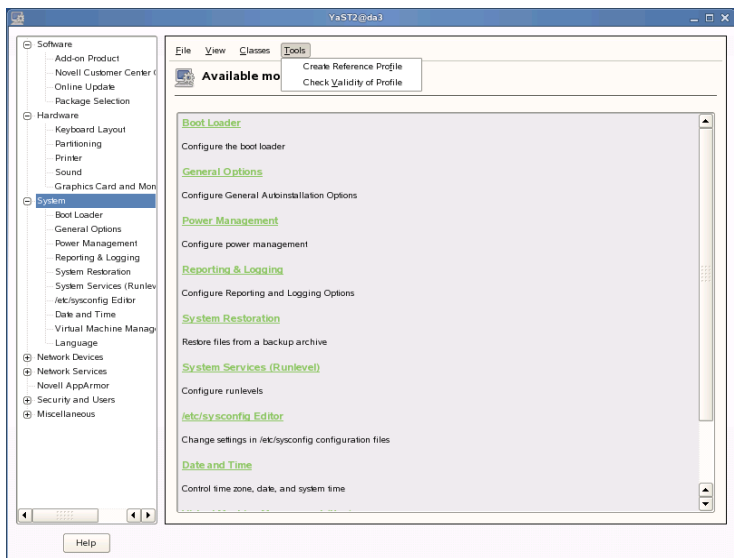 YaST2@da3
Software
Add-on Product
Novell Customer Center
Online Update
Package Selection
Hardware
Keyboard Layout
Partitioning
Printer
Sound
Graphics Card and Mon
System
Boot Loader
General Options
Power Management
Reporting & Logging
System Restoration
System Services (Runlev
/etc/sysconfig Editor
Date and Time
Virtual Machine Manag
Language
Network Devices
Network Services
Novell AppArmor
Security and Users
Miscellaneous
File View Classes Tools
Create Reference Profile
Check Validity of Profile
Available mo
Boot Loader
Configure the boot loader
General Options
Configure General Autoinstallation Options
Power Management
Configure power management
Reporting & Logging
Configure Reporting and Logging Options
System Restoration
Restore files from a backup archive
System Services (Runlevel)
Configure runlevels
/etc/sysconfig Editor
Change settings in /etc/sysconfig configuration files
Date and Time
Control time zone, date, and system time
Help